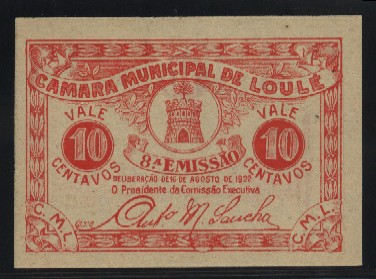 CAMARA MUNICIPAL DE LOULÉ
VALE
10
CENTAVOS
VALE
10
CENTAVOS
8ª EMISSÃO
DELIBERAÇÃO DE 16 DE AGOSTO DE 1922
O Presidente da Comissão Executiva
C.M.L.
C.M.L.